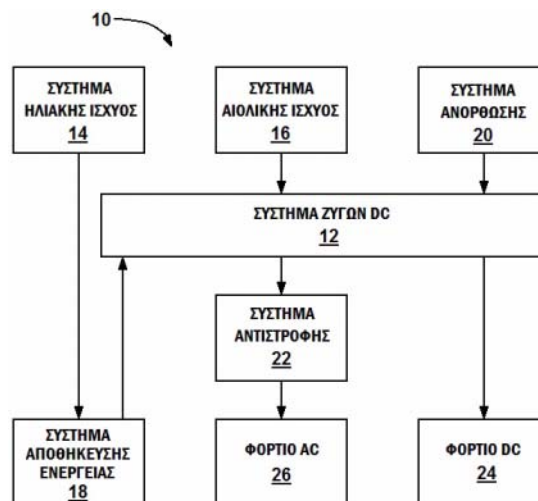 10
ΣΥΣΤΗΜΑ
ΗΛΙΑΚΗΣ ΙΣΧΥΟΣ
14
ΣΥΣΤΗΜΑ
ΑΙΟΛΙΚΗΣ ΙΣΧΥΟΣ
16
ΣΥΣΤΗΜΑ
ΑΝΟΡΘΩΣΗΣ
20
ΣΥΣΤΗΜΑ ΖΥΓΩΝ DC
12
ΣΥΣΤΗΜΑ
ΑΝΤΙΣΤΡΟΦΗΣ
22
ΣΥΣΤΗΜΑ
ΑΠΟΘΗΚΕΥΣΗΣ
ΕΝΕΡΓΕΙΑΣ
18
ΦΟΡΤΙΟ AC
26
ΦΟΡΤΙΟ DC
24